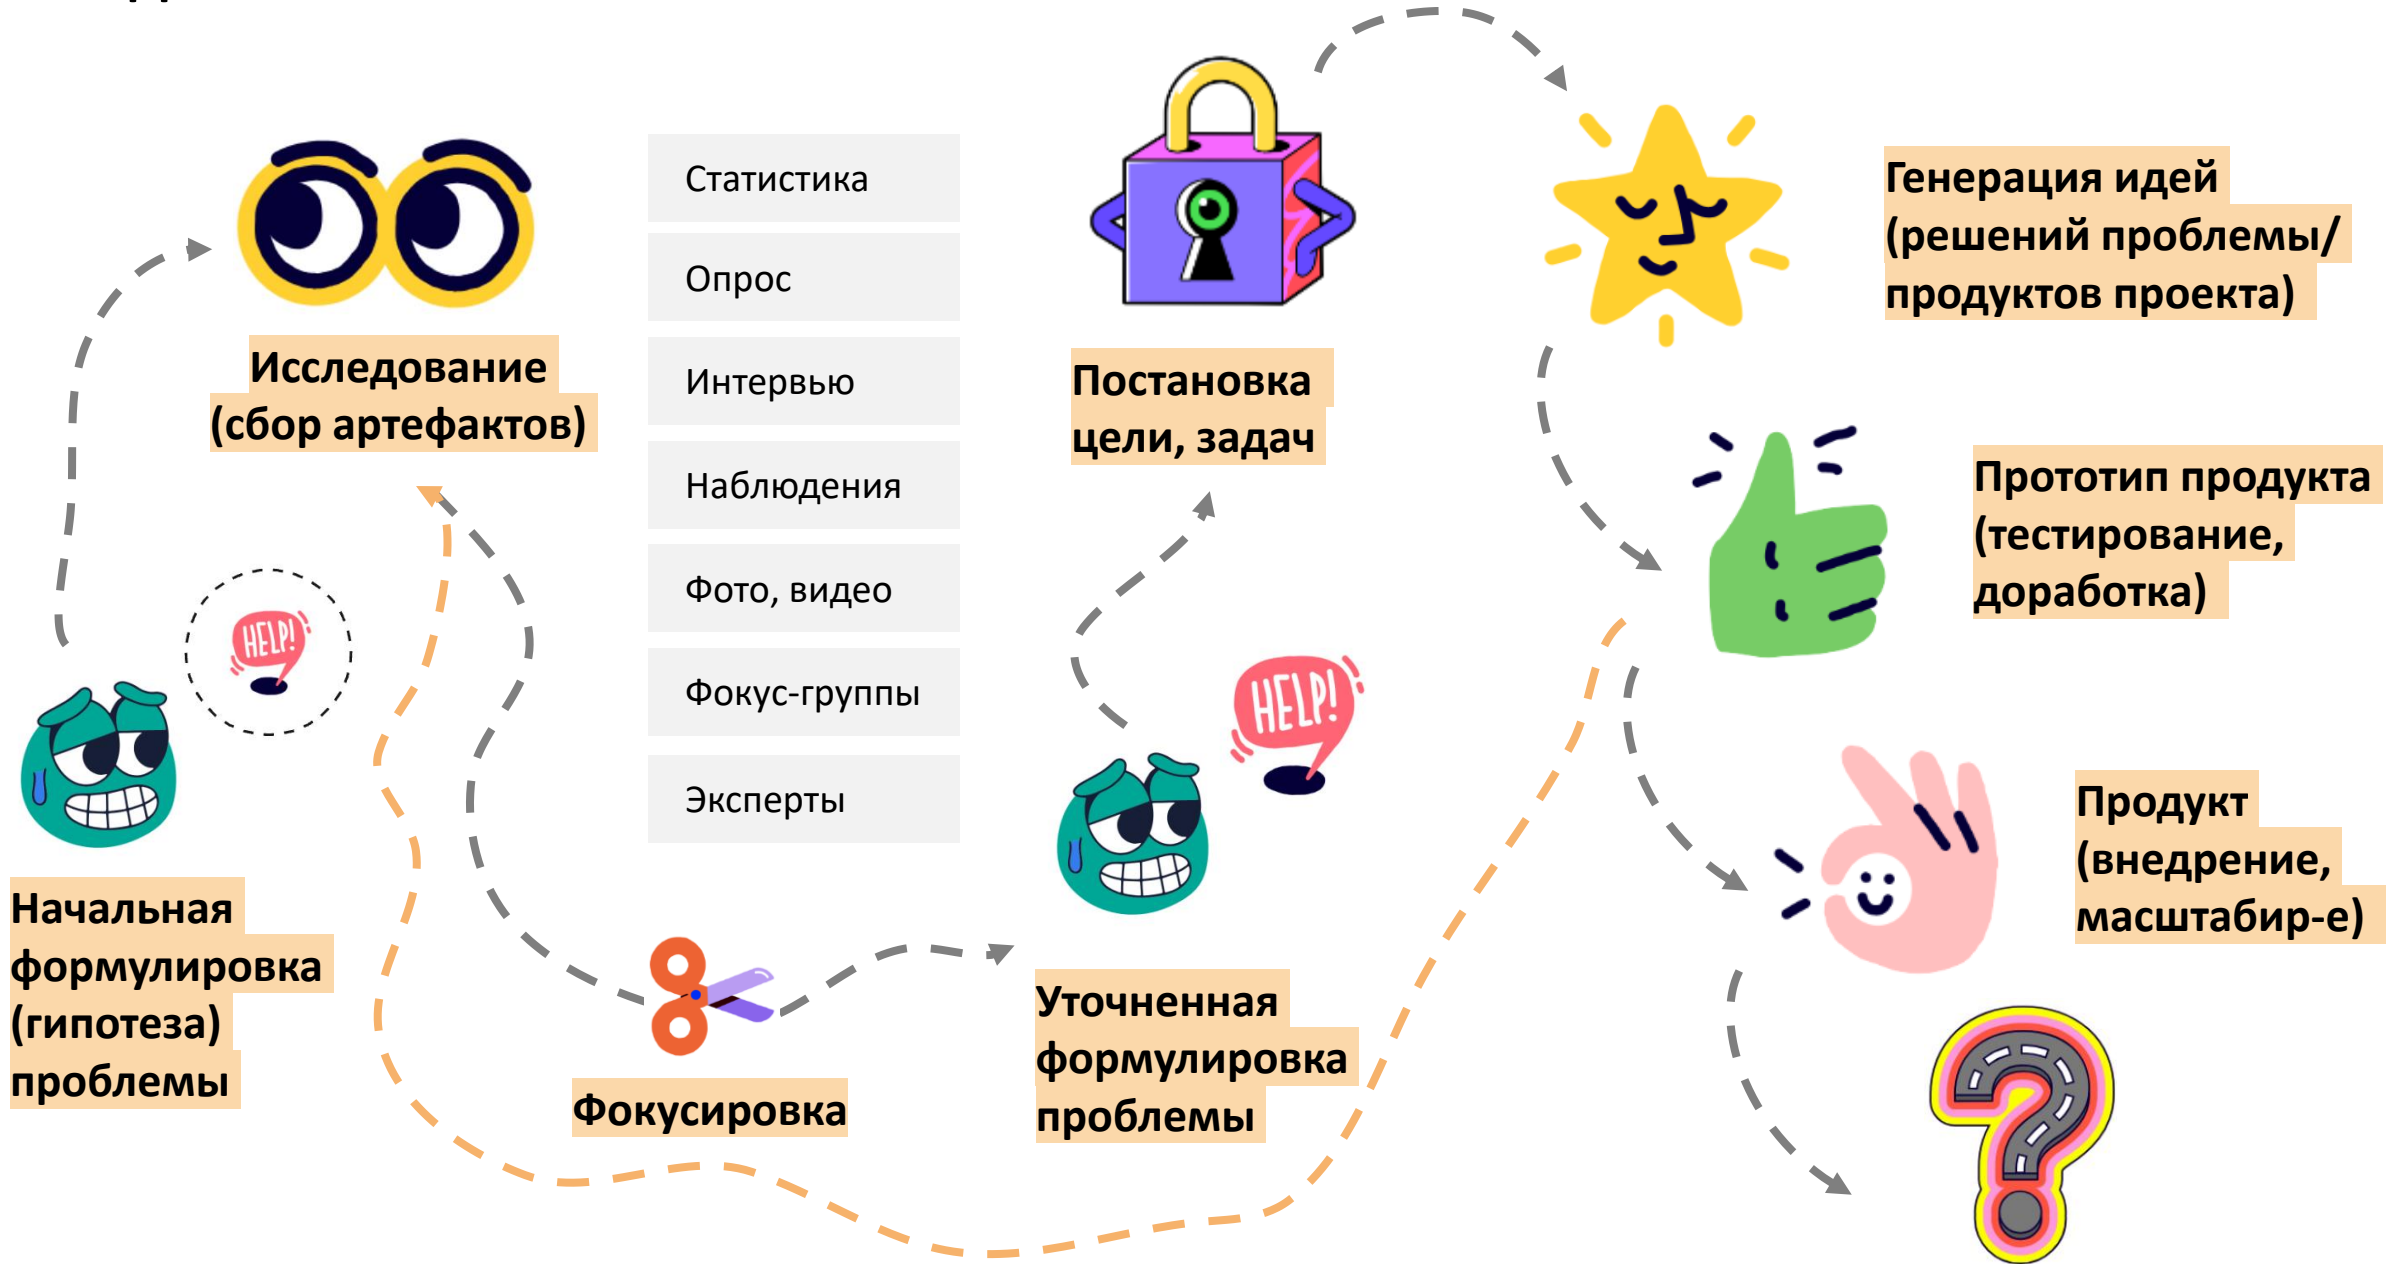 Исследование
(сбор артефактов)
Статистика
Опрос
Интервью
Наблюдения
Фото, видео
Фокус-группы
Эксперты
Постановка
цели, задач
Генерация идей
(решений проблемы/
продуктов проекта)
Прототип продукта
(тестирование,
доработка)
HELP!
HELP!
Продукт
(внедрение,
масштабир-е)
Начальная
формулировка
(гипотеза)
проблемы
Фокусировка
Уточненная
формулировка
проблемы